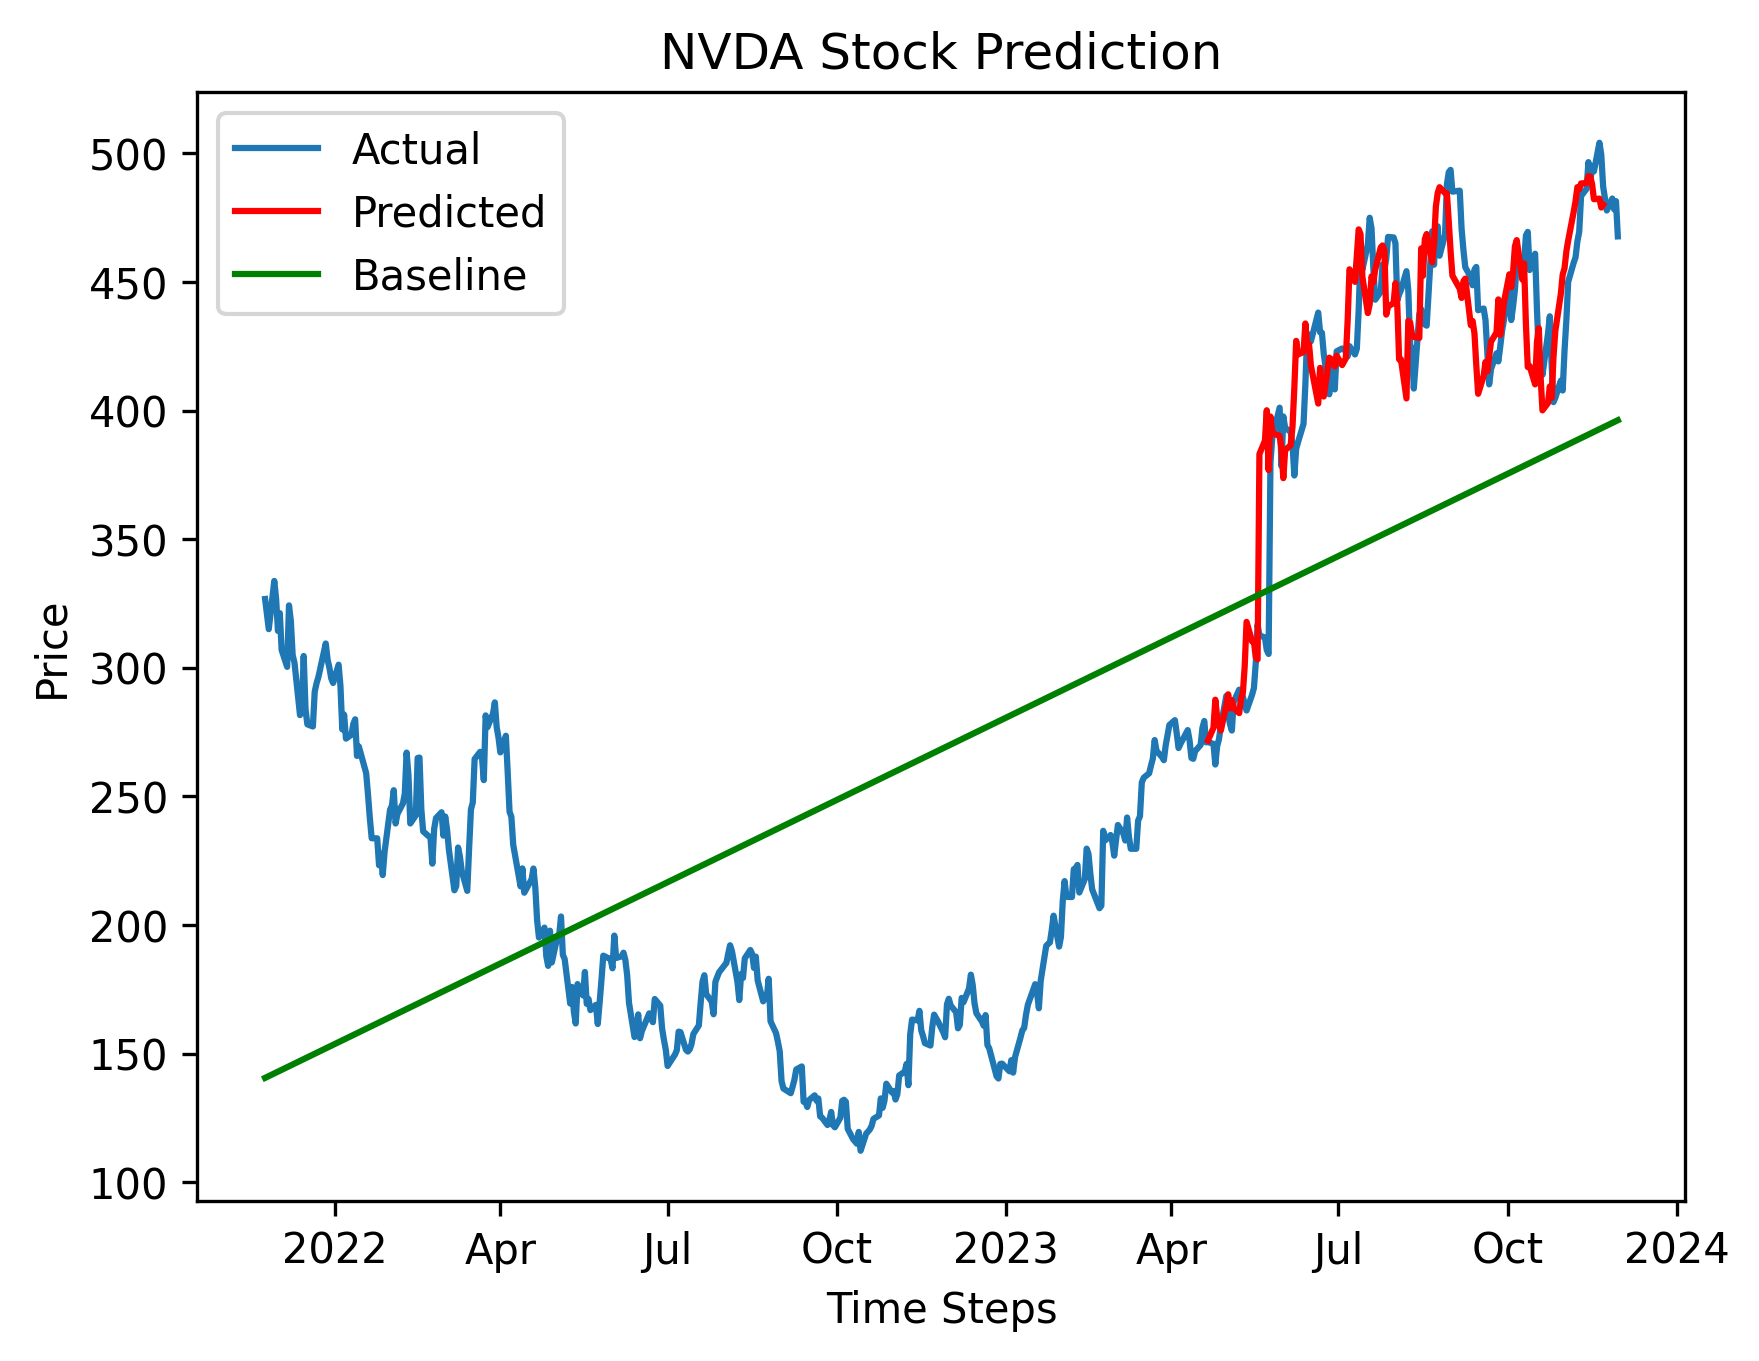 NVDA Stock Prediction
Actual
Predicted
Baseline
500
450
400
350
300
250
200
150
100
Price
2022 Apr Jul Oct 2023 Apr Jul Oct 2024
Time Steps